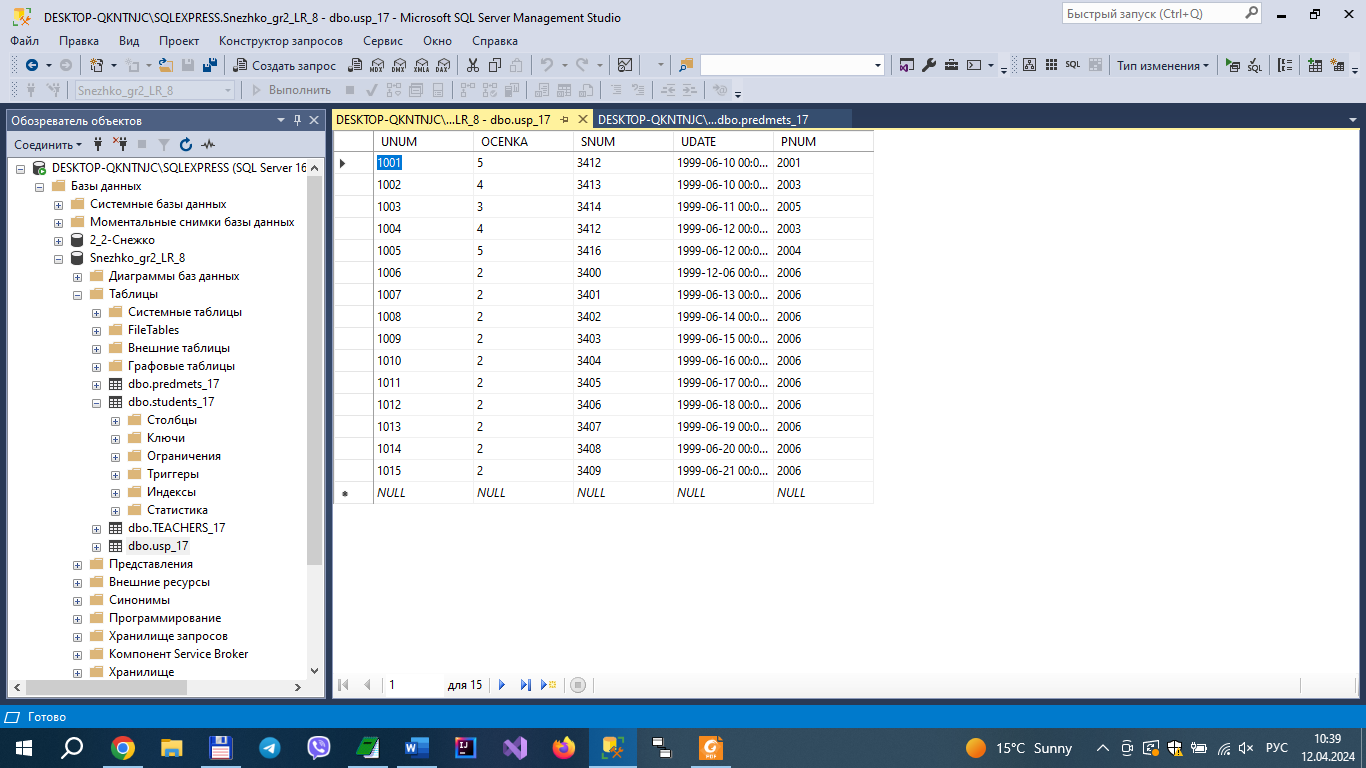 DESKTOP-QKNTNJC\SQLEXPRESS.Snezhko_gr2_LR_8 - dbo.usp_17 - Microsoft SQL Server Management Studio
Быстрый запуск (Ctrl+Q)
Файл Правка Вид Проект Конструктор запросов Сервис Окно Справка
Создать запрос MDX DMX XMLA DAX SQL Тип изменения
Snezhko_gr2_LR_8 Выполнить
Обозреватель объектов
DESKTOP-QKNTNJC\...LR_8 - dbo.usp_17 DESKTOP-QKNTNJC\...dbo.predmets_17
Соединить
DESKTOP-QKNTNJC\SQLEXPRESS (SQL Server 16
Базы данных
Системные базы данных
Моментальные снимки базы данных
2_2-Снежко
Snezhko_gr2_LR_8
Диаграммы баз данных
Таблицы
Системные таблицы
FileTables
Внешние таблицы
Графовые таблицы
dbo.predmets_17
dbo.students_17
Столбцы
Ключи
Ограничения
Триггеры
Индексы
Статистика
dbo.TEACHERS_17
dbo.usp_17
Представления
Внешние ресурсы
Синонимы
Программирование
Хранилище запросов
Компонент Service Broker
Хранилище
UNUM OCENKA SNUM UDATE PNUM
1001 5 3412 1999-06-10 00:0... 2001
1002 4 3413 1999-06-10 00:0... 2003
1003 3 3414 1999-06-11 00:0... 2005
1004 4 3412 1999-06-12 00:0... 2003
1005 5 3416 1999-06-12 00:0... 2004
1006 2 3400 1999-12-06 00:0... 2006
1007 2 3401 1999-06-13 00:0... 2006
1008 2 3402 1999-06-14 00:0... 2006
1009 2 3403 1999-06-15 00:0... 2006
1010 2 3404 1999-06-16 00:0... 2006
1011 2 3405 1999-06-17 00:0... 2006
1012 2 3406 1999-06-18 00:0... 2006
1013 2 3407 1999-06-19 00:0... 2006
1014 2 3408 1999-06-20 00:0... 2006
1015 2 3409 1999-06-21 00:0... 2006
NULL NULL NULL NULL NULL
1 для 15
Готово
15°C Sunny РУС 10:39
12.04.2024